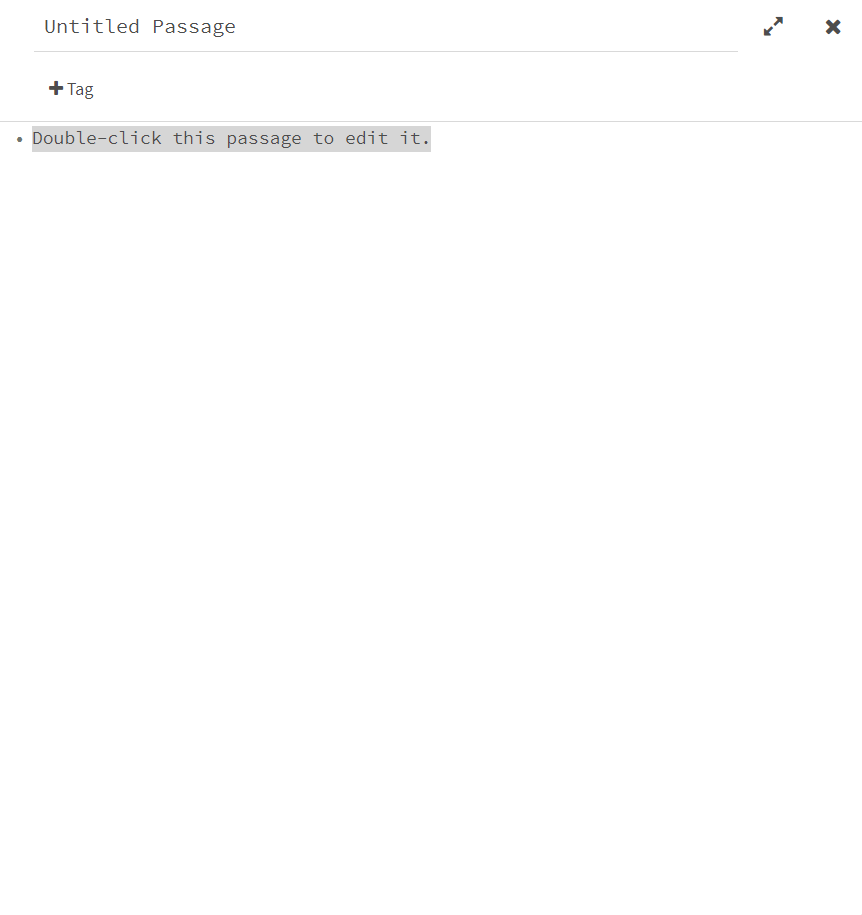 Untitled Passage
Tag
Double-click this passage to edit it.